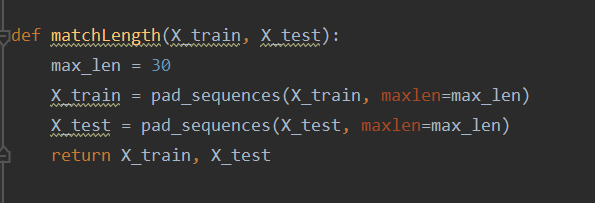 def matchLength(X_train, X_test):
    max_len = 30
    X_train = pad_sequences(X_train, maxlen=max_len)
    X_test = pad_sequences(X_test, maxlen=max_len)
    return X_train, X_test